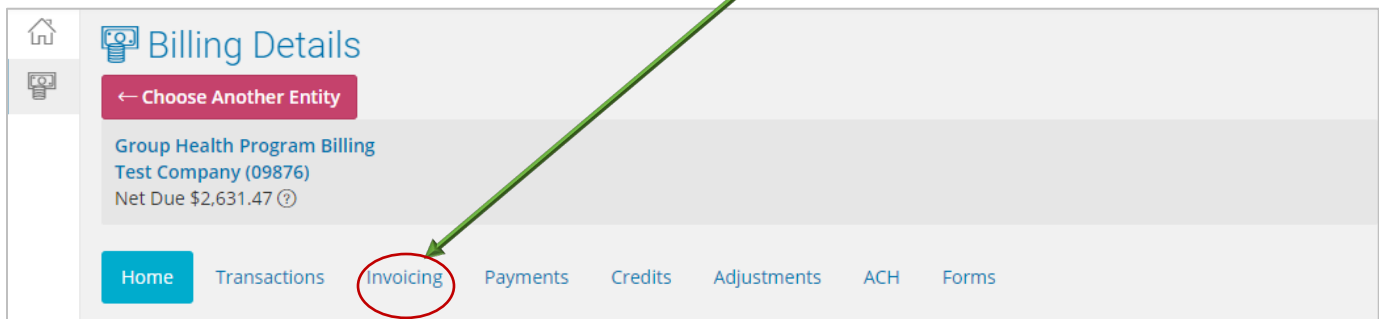 Billing Details
← Choose Another Entity
Group Health Program Billing
Test Company (09876)
Net Due $2,631.47 ?
Home Transactions Invoicing Payments Credits Adjustments ACH Forms